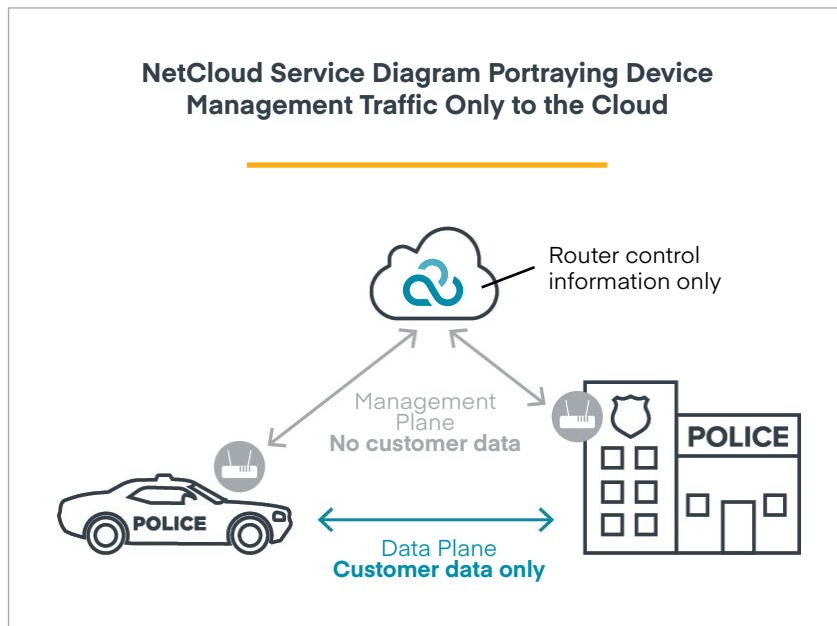 NetCloud Service Diagram Portraying Device
Management Traffic Only to the Cloud
Router control
information only
Management
Plane
No customer data
POLICE
POLICE
Data Plane
Customer data only